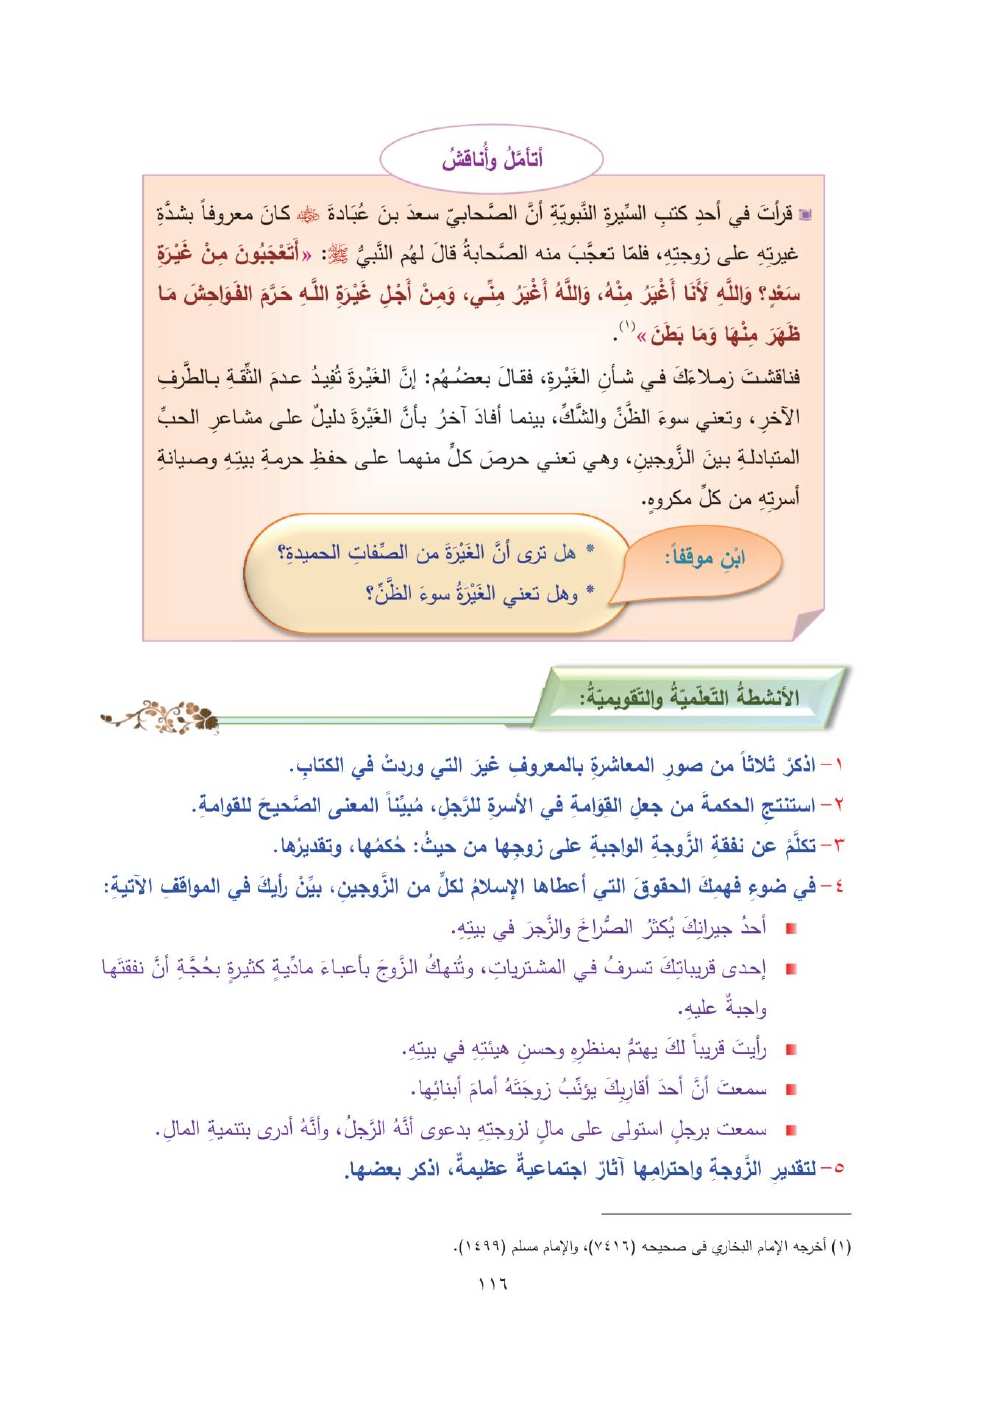 أتأمَّلُ وأُناقشُ
قرأتَ في أحدِ كتبِ السِّيرةِ النَّبويّةِ أنَّ الصَّحابيّ سعدَ بنَ عُبَادةَ ﷺ كانَ معروفاً بشدَّةِ
غيرتِهِ على زوجتِهِ، فلمّا تعجَّبَ منه الصَّحابةُ قالَ لهُم النَّبيُّ ﷺ: «أَتَعْجَبُونَ مِنْ غَيْرَةِ
سَعْدٍ؟ وَاللَّهِ لَأَنَا أَغْيَرُ مِنْهُ، وَاللَّهُ أَغْيَرُ مِنِّي، وَمِنْ أَجْلِ غَيْرَةِ اللَّهِ حَرَّمَ الفَوَاحِشَ مَا
ظَهَرَ مِنْهَا وَمَا بَطَنَ»(١).
فناقشتَ زملاءَكَ في شأنِ الغَيْرةِ، فقالَ بعضُهُم: إنَّ الغَيْرةَ تُفِيدُ عدمَ الثِّقةِ بالطَّرفِ
الآخرِ، وتعني سوءَ الظَّنِّ والشَّكِّ، بينما أفادَ آخرُ بأنَّ الغَيْرةَ دليلٌ على مشاعرِ الحبِّ
المتبادلةِ بينَ الزَّوجينِ، وهي تعني حرصَ كلٍّ منهما على حفظِ حرمةِ بيتِهِ وصيانةِ
أسرتِهِ من كلِّ مكروهٍ.
ابْنِ موقفاً:
* هل ترى أنَّ الغَيْرَةَ من الصِّفاتِ الحميدةِ؟
* وهل تعني الغَيْرَةُ سوءَ الظَّنِّ؟
الأنشطةُ التَّعلّميّةُ والتَّقويميّةُ:
١- اذكرْ ثلاثاً من صورِ المعاشرةِ بالمعروفِ غيرَ التي وردتْ في الكتابِ.
٢- استنتجِ الحكمةَ من جعلِ القِوَامةِ في الأسرةِ للرَّجلِ، مُبيِّناً المعنى الصَّحيحَ للقوامةِ.
٣- تكلَّمْ عن نفقةِ الزَّوجةِ الواجبةِ على زوجِها من حيثُ: حُكمُها، وتقديرُها.
٤- في ضوءِ فهمِكَ الحقوقَ التي أعطاها الإسلامُ لكلٍّ من الزَّوجينِ، بيِّنْ رأيكَ في المواقفِ الآتيةِ:
أحدُ جيرانِكَ يُكثرُ الصُّراخَ والزَّجرَ في بيتِهِ.
إحدى قريباتِكَ تسرفُ في المشترياتِ، وتُنهكُ الزَّوجَ بأعباءَ مادِّيةٍ كثيرةٍ بحُجَّةِ أنَّ نفقتَها
واجبةٌ عليهِ.
رأيتَ قريباً لكَ يهتمُّ بمنظرِهِ وحسنِ هيئتِهِ في بيتِهِ.
سمعتَ أنَّ أحدَ أقاربِكَ يؤنِّبُ زوجَتَهُ أمامَ أبنائِها.
سمعت برجلٍ استولى على مالٍ لزوجتِهِ بدعوى أنَّهُ الرَّجلُ، وأنَّهُ أدرى بتنميةِ المالِ.
٥- لتقديرِ الزَّوجةِ واحترامِها آثارٌ اجتماعيةٌ عظيمةٌ، اذكر بعضَها.
(١) أخرجه الإمام البخاري في صحيحه (٧٤١٦)، والإمام مسلم (١٤٩٩).
١١٦